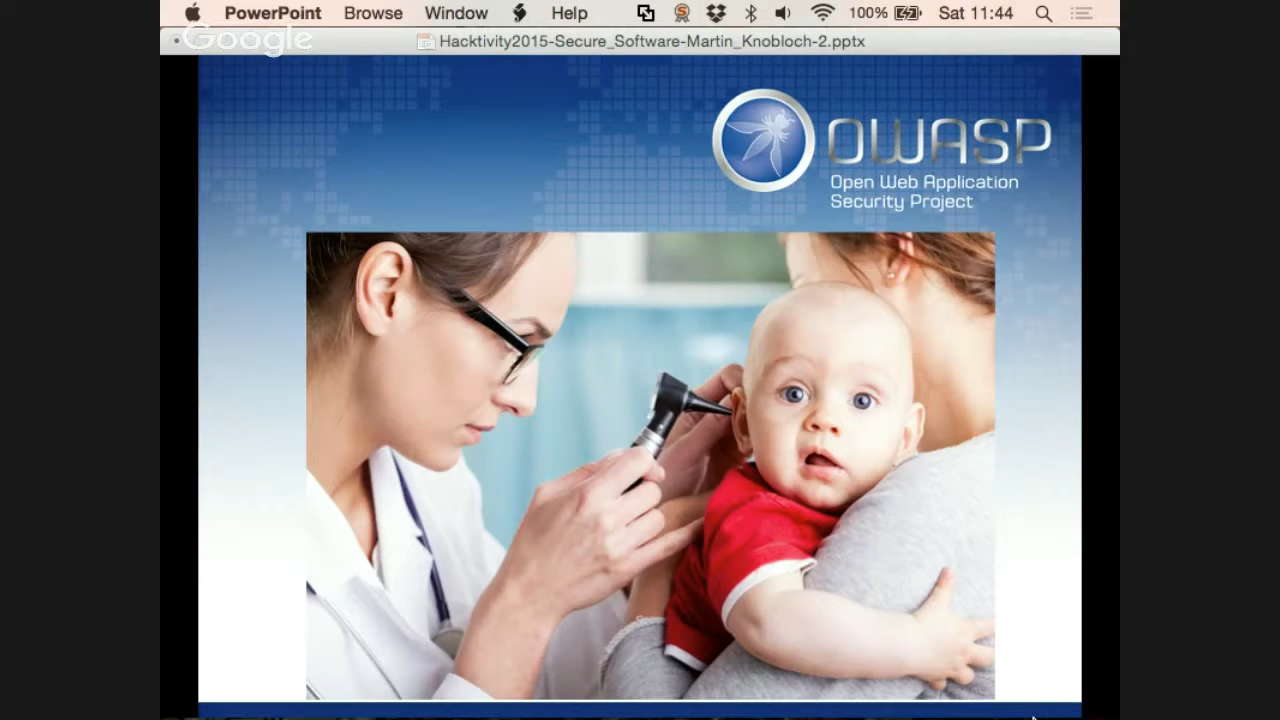 PowerPoint Browse Window Help 100% Sat 11:44
Google
Hacktivity2015-Secure_Software-Martin_Knobloch-2.pptx
OWASP
Open Web Application
Security Project